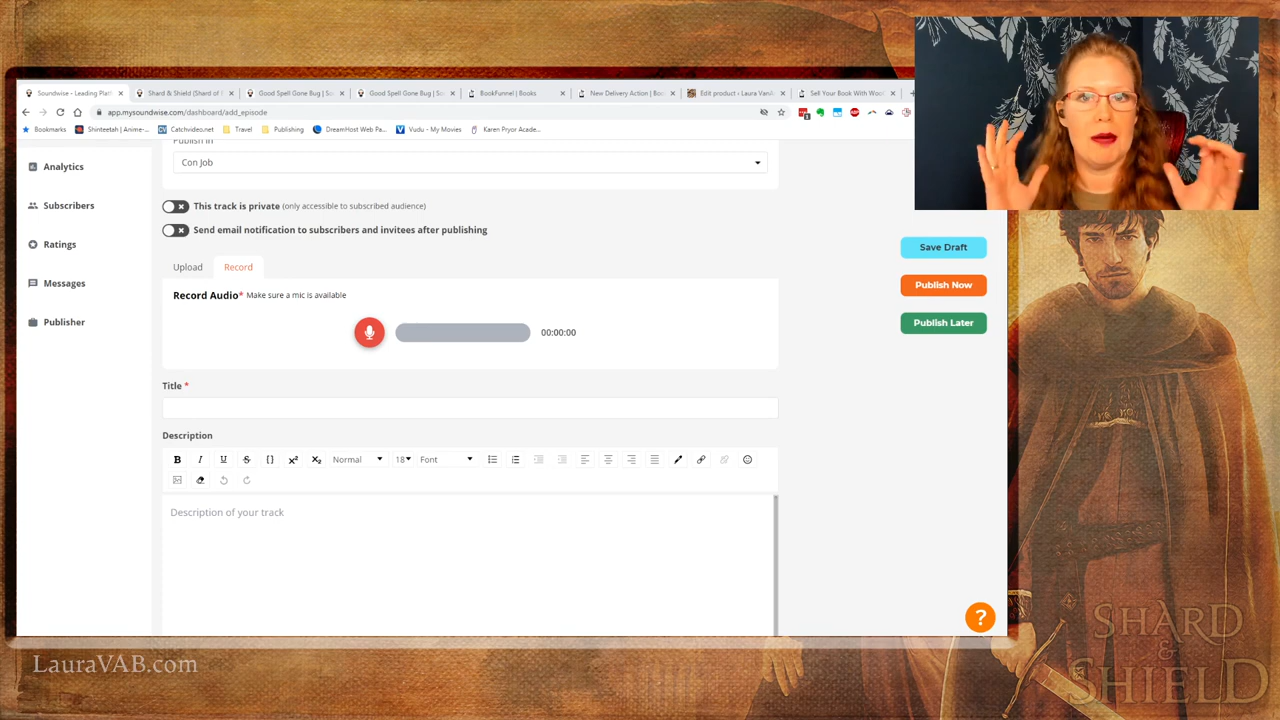 Soundwise - Leading Platf
Shard & Shield (Shard of
Good Spell Gone Bug | So
Good Spell Gone Bug | So
BookFunnel | Books
New Delivery Action | Boo
Edit product ‹ Laura VanA
Sell Your Book With Woo
app.mysoundwise.com/dashboard/add_episode
Bookmarks
Shinteetah | Anime-...
Catchvideo.net
Travel
Publishing
DreamHost Web Pa...
Vudu - My Movies
Karen Pryor Acade...
Analytics
Subscribers
Ratings
Messages
Publisher
Publish in
Con Job
This track is private (only accessible to subscribed audience)
Send email notification to subscribers and invitees after publishing
Upload
Record
Record Audio* Make sure a mic is available
00:00:00
Title *
Description
B I U S {} x² x₂ Normal 18 Font
Description of your track
Save Draft
Publish Now
Publish Later
?
LauraVAB.com
SHARD
&
SHIELD